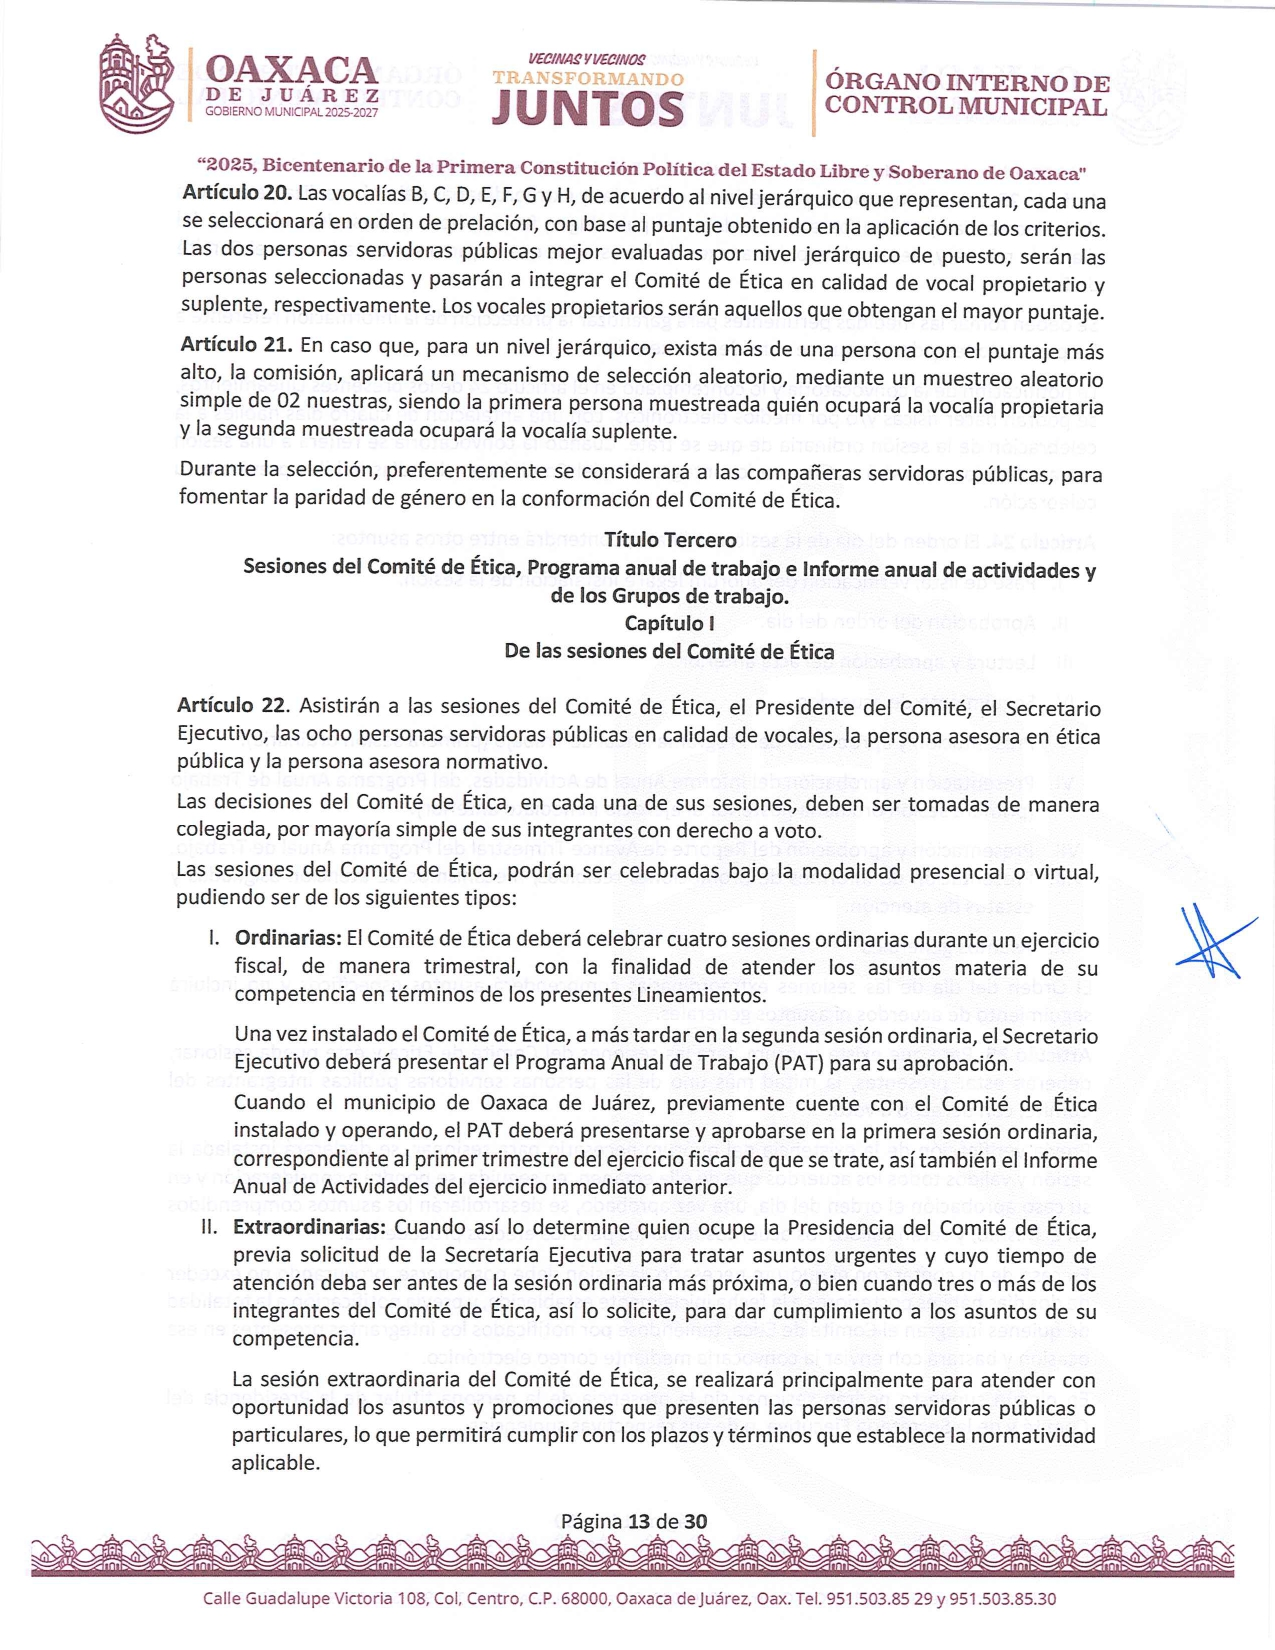 OAXACA
DE JUÁREZ
GOBIERNO MUNICIPAL 2025-2027
VECINAS Y VECINOS
TRANSFORMANDO
JUNTOS
ÓRGANO INTERNO DE
CONTROL MUNICIPAL
“2025, Bicentenario de la Primera Constitución Política del Estado Libre y Soberano de Oaxaca"
Artículo 20. Las vocalías B, C, D, E, F, G y H, de acuerdo al nivel jerárquico que representan, cada una
se seleccionará en orden de prelación, con base al puntaje obtenido en la aplicación de los criterios.
Las dos personas servidoras públicas mejor evaluadas por nivel jerárquico de puesto, serán las
personas seleccionadas y pasarán a integrar el Comité de Ética en calidad de vocal propietario y
suplente, respectivamente. Los vocales propietarios serán aquellos que obtengan el mayor puntaje.
Artículo 21. En caso que, para un nivel jerárquico, exista más de una persona con el puntaje más
alto, la comisión, aplicará un mecanismo de selección aleatorio, mediante un muestreo aleatorio
simple de 02 nuestras, siendo la primera persona muestreada quién ocupará la vocalía propietaria
y la segunda muestreada ocupará la vocalía suplente.
Durante la selección, preferentemente se considerará a las compañeras servidoras públicas, para
fomentar la paridad de género en la conformación del Comité de Ética.
Título Tercero
Sesiones del Comité de Ética, Programa anual de trabajo e Informe anual de actividades y
de los Grupos de trabajo.
Capítulo I
De las sesiones del Comité de Ética
Artículo 22. Asistirán a las sesiones del Comité de Ética, el Presidente del Comité, el Secretario
Ejecutivo, las ocho personas servidoras públicas en calidad de vocales, la persona asesora en ética
pública y la persona asesora normativo.
Las decisiones del Comité de Ética, en cada una de sus sesiones, deben ser tomadas de manera
colegiada, por mayoría simple de sus integrantes con derecho a voto.
Las sesiones del Comité de Ética, podrán ser celebradas bajo la modalidad presencial o virtual,
pudiendo ser de los siguientes tipos:
I. Ordinarias: El Comité de Ética deberá celebrar cuatro sesiones ordinarias durante un ejercicio
fiscal, de manera trimestral, con la finalidad de atender los asuntos materia de su
competencia en términos de los presentes Lineamientos.
Una vez instalado el Comité de Ética, a más tardar en la segunda sesión ordinaria, el Secretario
Ejecutivo deberá presentar el Programa Anual de Trabajo (PAT) para su aprobación.
Cuando el municipio de Oaxaca de Juárez, previamente cuente con el Comité de Ética
instalado y operando, el PAT deberá presentarse y aprobarse en la primera sesión ordinaria,
correspondiente al primer trimestre del ejercicio fiscal de que se trate, así también el Informe
Anual de Actividades del ejercicio inmediato anterior.
II. Extraordinarias: Cuando así lo determine quien ocupe la Presidencia del Comité de Ética,
previa solicitud de la Secretaría Ejecutiva para tratar asuntos urgentes y cuyo tiempo de
atención deba ser antes de la sesión ordinaria más próxima, o bien cuando tres o más de los
integrantes del Comité de Ética, así lo solicite, para dar cumplimiento a los asuntos de su
competencia.
La sesión extraordinaria del Comité de Ética, se realizará principalmente para atender con
oportunidad los asuntos y promociones que presenten las personas servidoras públicas o
particulares, lo que permitirá cumplir con los plazos y términos que establece la normatividad
aplicable.
Página 13 de 30
Calle Guadalupe Victoria 108, Col, Centro, C.P. 68000, Oaxaca de Juárez, Oax. Tel. 951.503.85 29 y 951.503.85.30